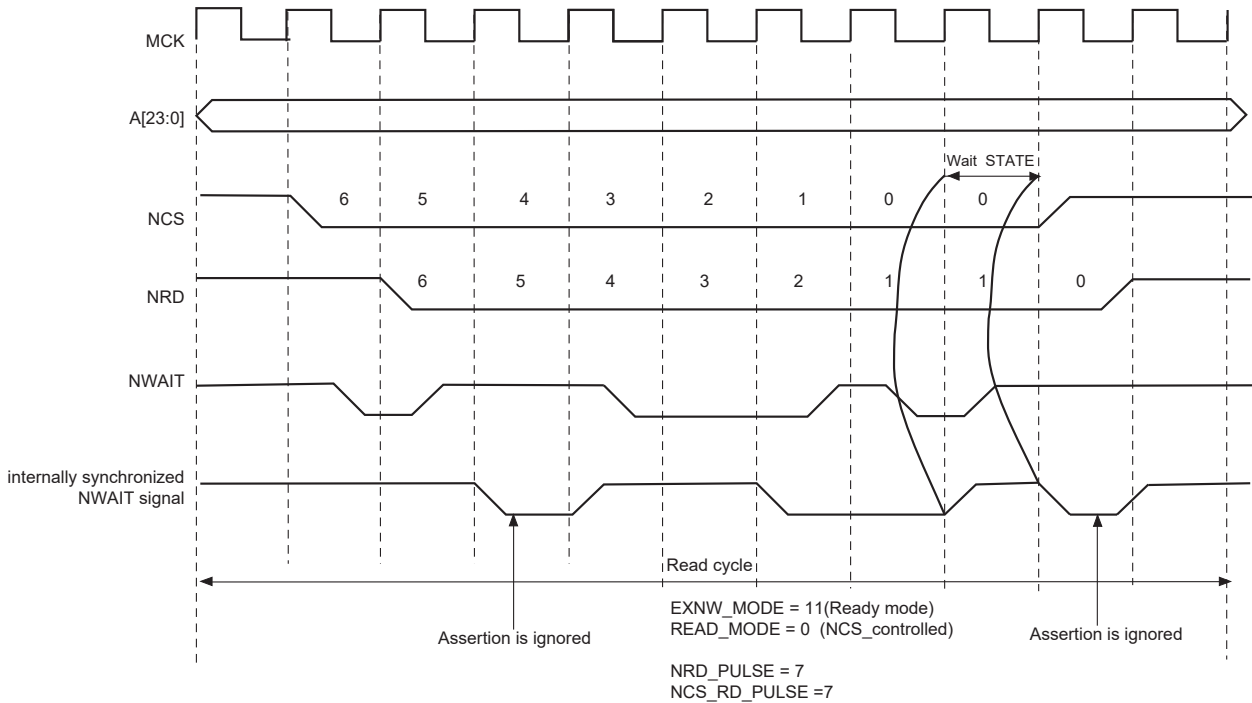 MCK
A[23:0]
Wait STATE
NCS
6 5 4 3 2 1 0 0
NRD
6 5 4 3 2 1 1 0
NWAIT
internally synchronized
NWAIT signal
Read cycle
EXNW_MODE = 11(Ready mode)
READ_MODE = 0 (NCS_controlled)
Assertion is ignored
Assertion is ignored
NRD_PULSE = 7
NCS_RD_PULSE =7